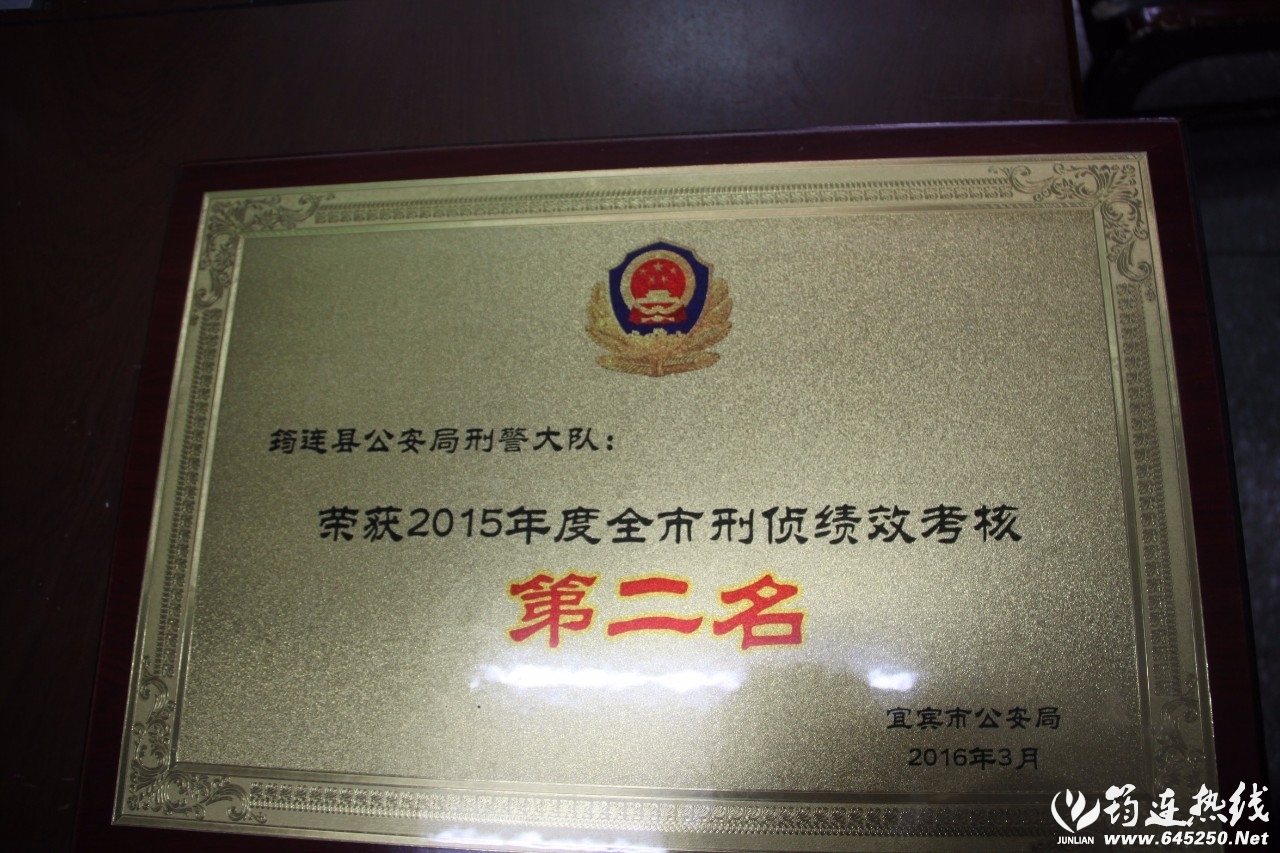 筠连县公安局刑警大队：
荣获2015年度全市刑侦绩效考核
第二名
宜宾市公安局
2016年3月
筠连热线
JUNLIAN www.645250.Net